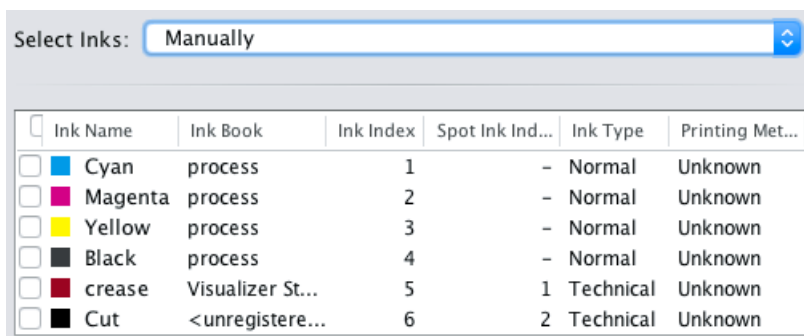 Select Inks: Manually
Ink Name Ink Book Ink Index Spot Ink Ind... Ink Type Printing Met...
Cyan process 1 – Normal Unknown
Magenta process 2 – Normal Unknown
Yellow process 3 – Normal Unknown
Black process 4 – Normal Unknown
crease Visualizer St... 5 1 Technical Unknown
Cut <unregistere... 6 2 Technical Unknown